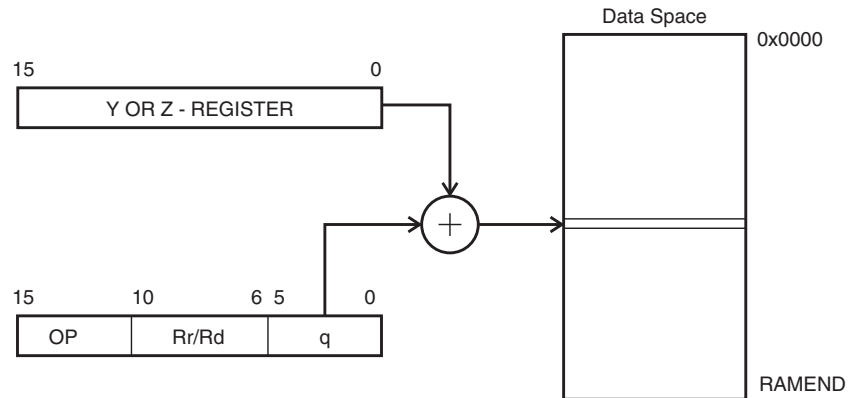 Data Space
0x0000
15 0
Y OR Z - REGISTER
+
15 10 6 5 0
OP Rr/Rd q
RAMEND